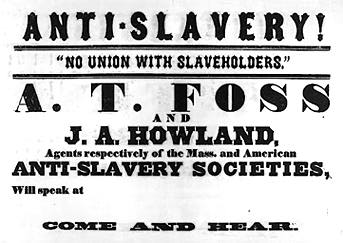 ANTI-SLAVERY!
"NO UNION WITH SLAVEHOLDERS."
A. T. FOSS
AND
J. A. HOWLAND,
Agents respectively of the Mass. and American
ANTI-SLAVERY SOCIETIES,
Will speak at
COME AND HEAR.